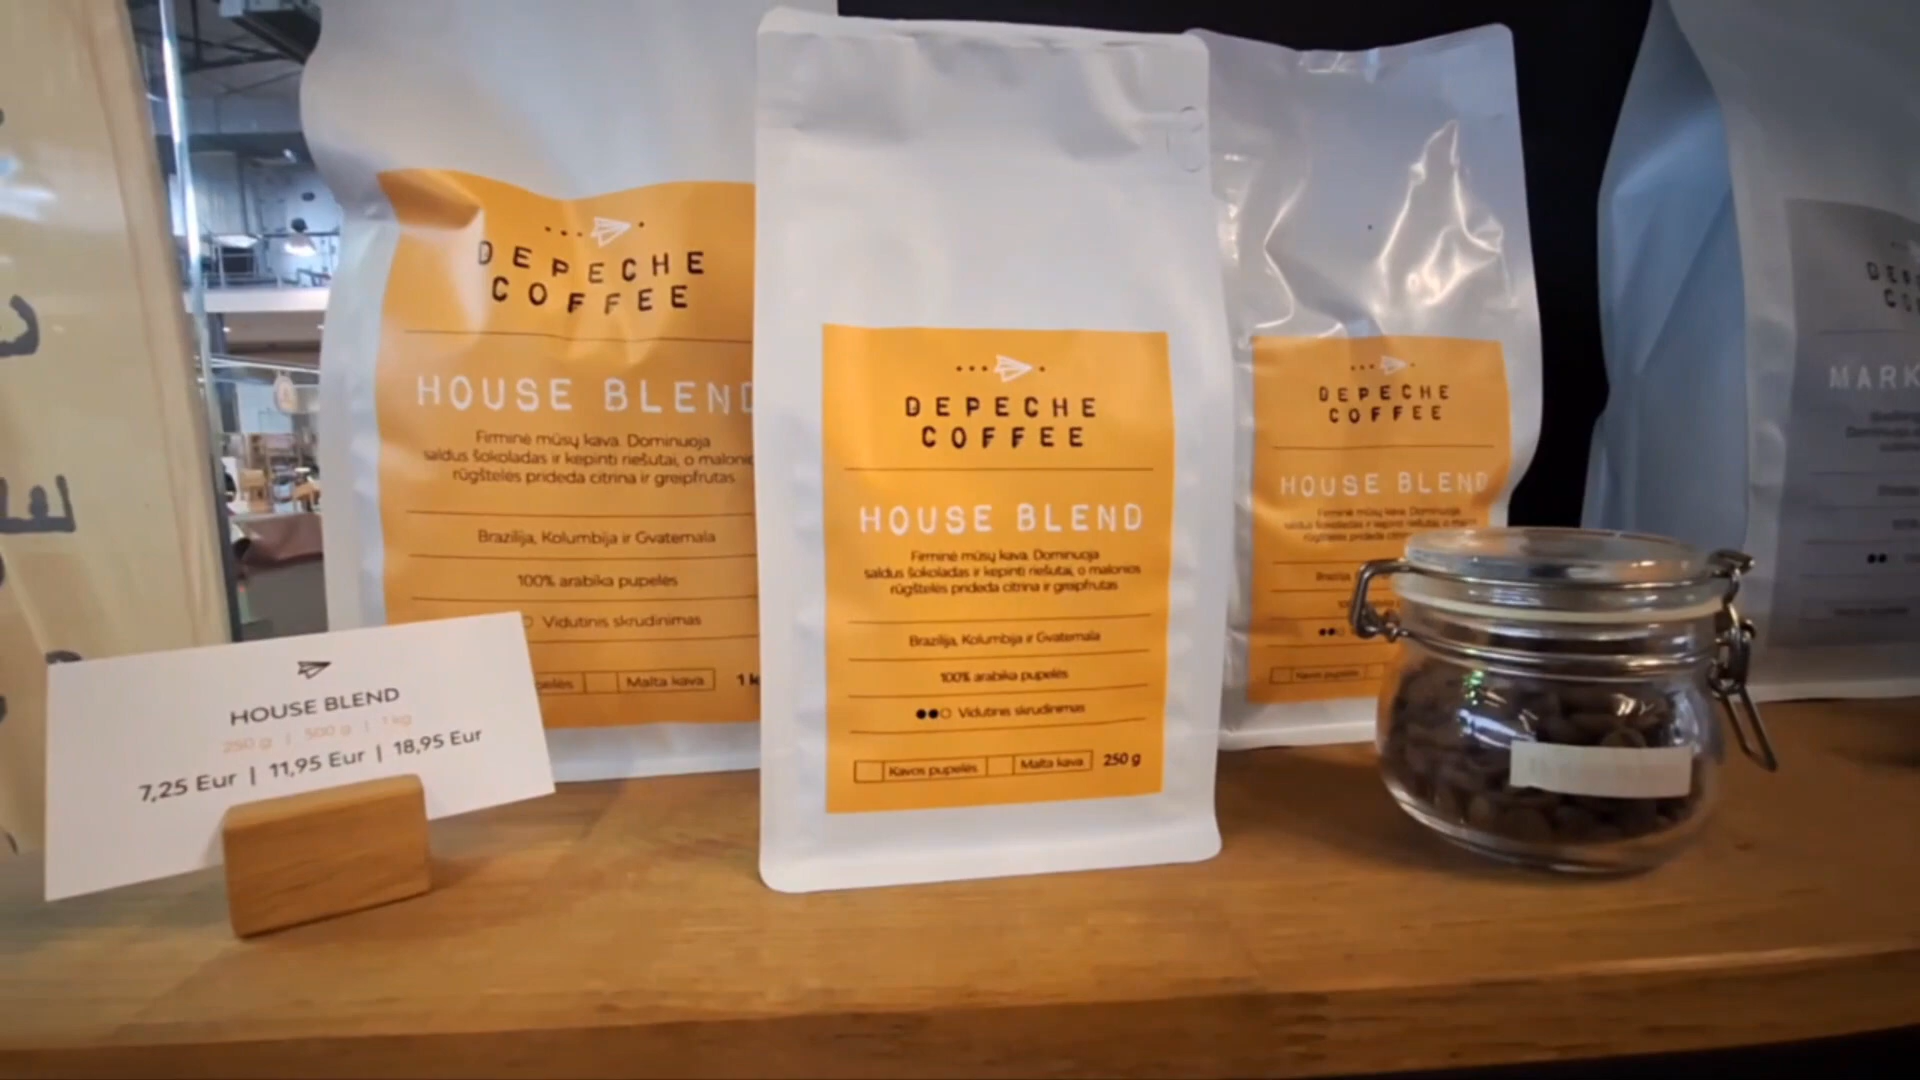 DEPECHE
COFFEE
HOUSE BLEND
Firminė mūsų kava. Dominuoja
saldus šokoladas ir kepinti riešutai, o malonios
rūgštelės prideda citrina ir greipfrutas
Brazilija, Kolumbija ir Gvatemala
100% arabika pupelės
Vidutinis skrudinimas
Malta kava
HOUSE BLEND
250 g | 500 g | 1 kg
7,25 Eur | 11,95 Eur | 18,95 Eur
DEPECHE
COFFEE
HOUSE BLEND
Firminė mūsų kava. Dominuoja
saldus šokoladas ir kepinti riešutai, o malonios
rūgštelės prideda citrina ir greipfrutas
Brazilija, Kolumbija ir Gvatemala
100% arabika pupelės
Vidutinis skrudinimas
Kavos pupelės Malta kava 250 g
DEPECHE
COFFEE
HOUSE BLEND
Firminė mūsų kava. Dominuoja